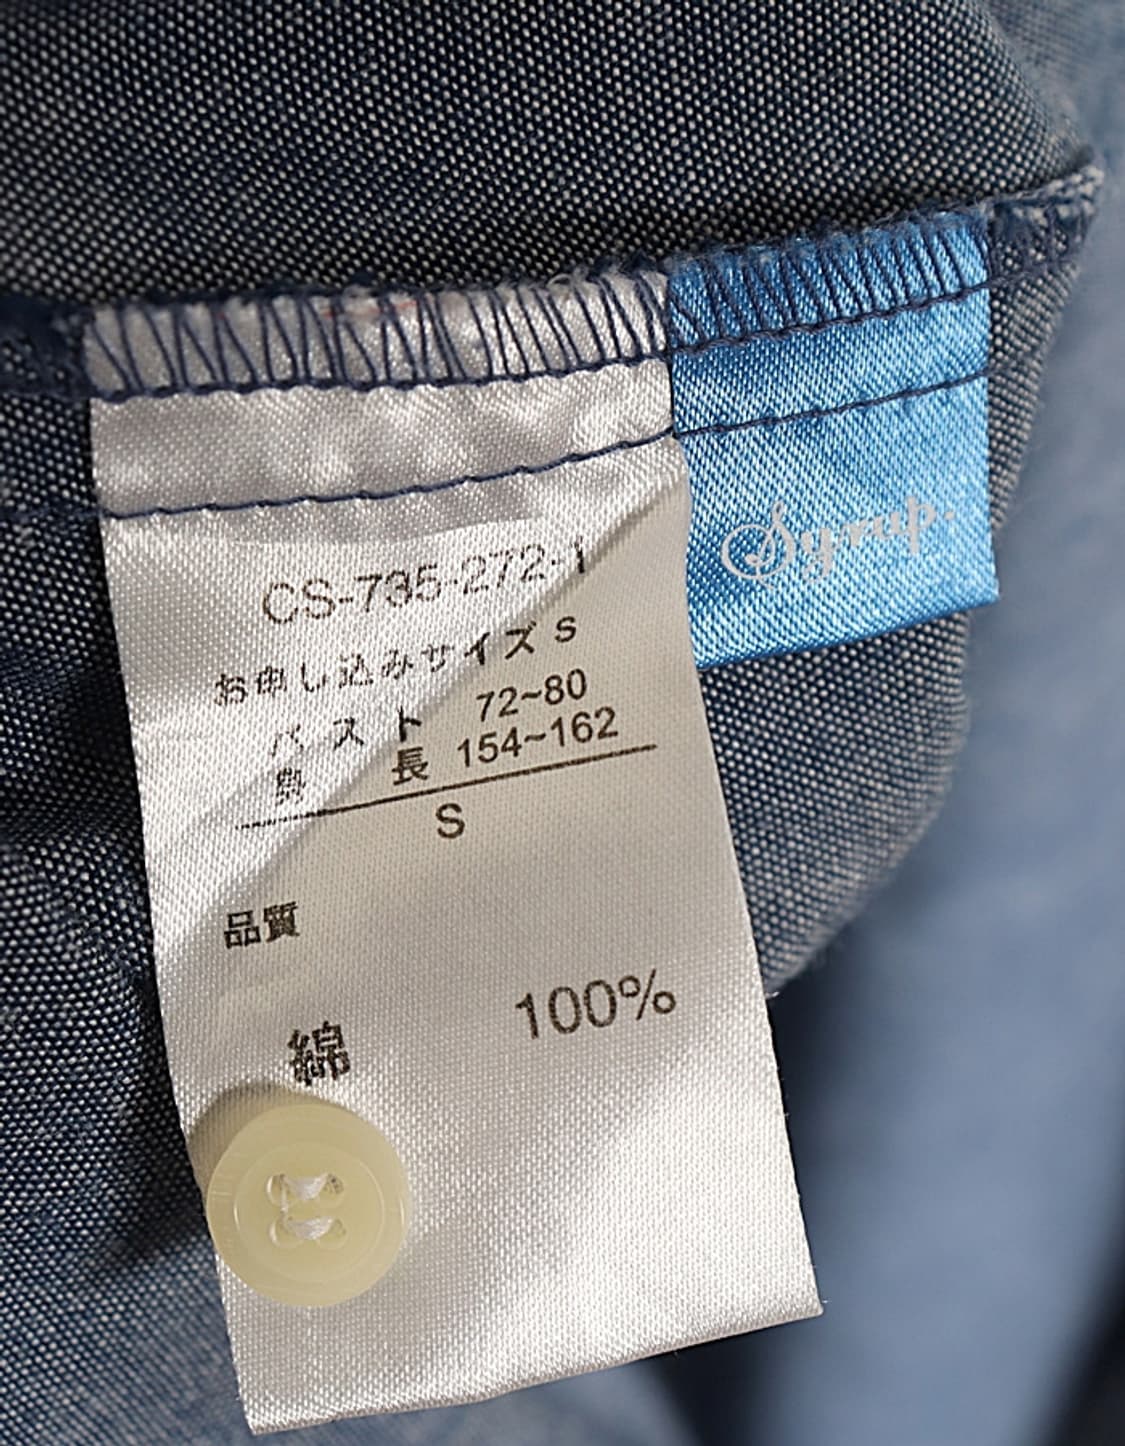 CS-735-272-1
お申し込みサイズ S
バスト 72~80
身長 154~162
S
品質
綿 100%
Syrup.